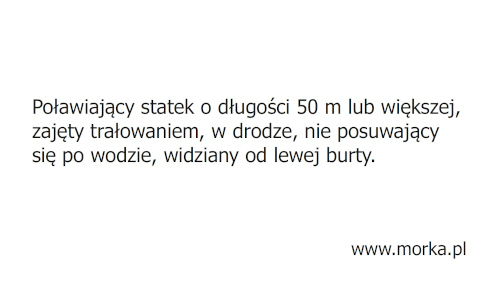 Poławiający statek o długości 50 m lub większej,
zajęty trałowaniem, w drodze, nie posuwający
się po wodzie, widziany od lewej burty.
www.morka.pl